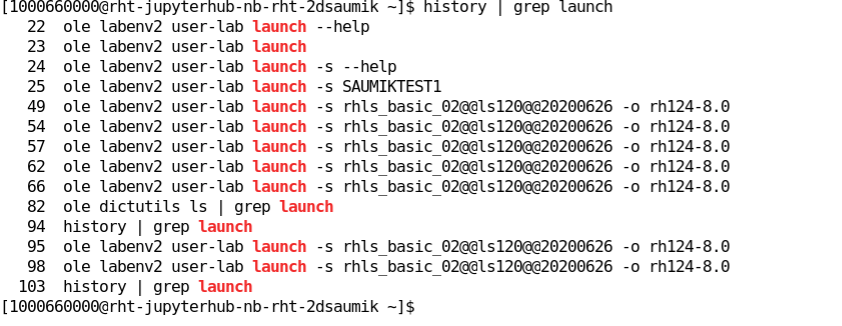 [1000660000@rht-jupyterhub-nb-rht-2dsaumik ~]$ history | grep launch
22 ole labenv2 user-lab launch --help
23 ole labenv2 user-lab launch
24 ole labenv2 user-lab launch -s --help
25 ole labenv2 user-lab launch -s SAUMIKTEST1
49 ole labenv2 user-lab launch -s rhls_basic_02@@ls120@@20200626 -o rh124-8.0
54 ole labenv2 user-lab launch -s rhls_basic_02@@ls120@@20200626 -o rh124-8.0
57 ole labenv2 user-lab launch -s rhls_basic_02@@ls120@@20200626 -o rh124-8.0
62 ole labenv2 user-lab launch -s rhls_basic_02@@ls120@@20200626 -o rh124-8.0
66 ole labenv2 user-lab launch -s rhls_basic_02@@ls120@@20200626 -o rh124-8.0
82 ole dictutils ls | grep launch
94 history | grep launch
95 ole labenv2 user-lab launch -s rhls_basic_02@@ls120@@20200626 -o rh124-8.0
98 ole labenv2 user-lab launch -s rhls_basic_02@@ls120@@20200626 -o rh124-8.0
103 history | grep launch
[1000660000@rht-jupyterhub-nb-rht-2dsaumik ~]$